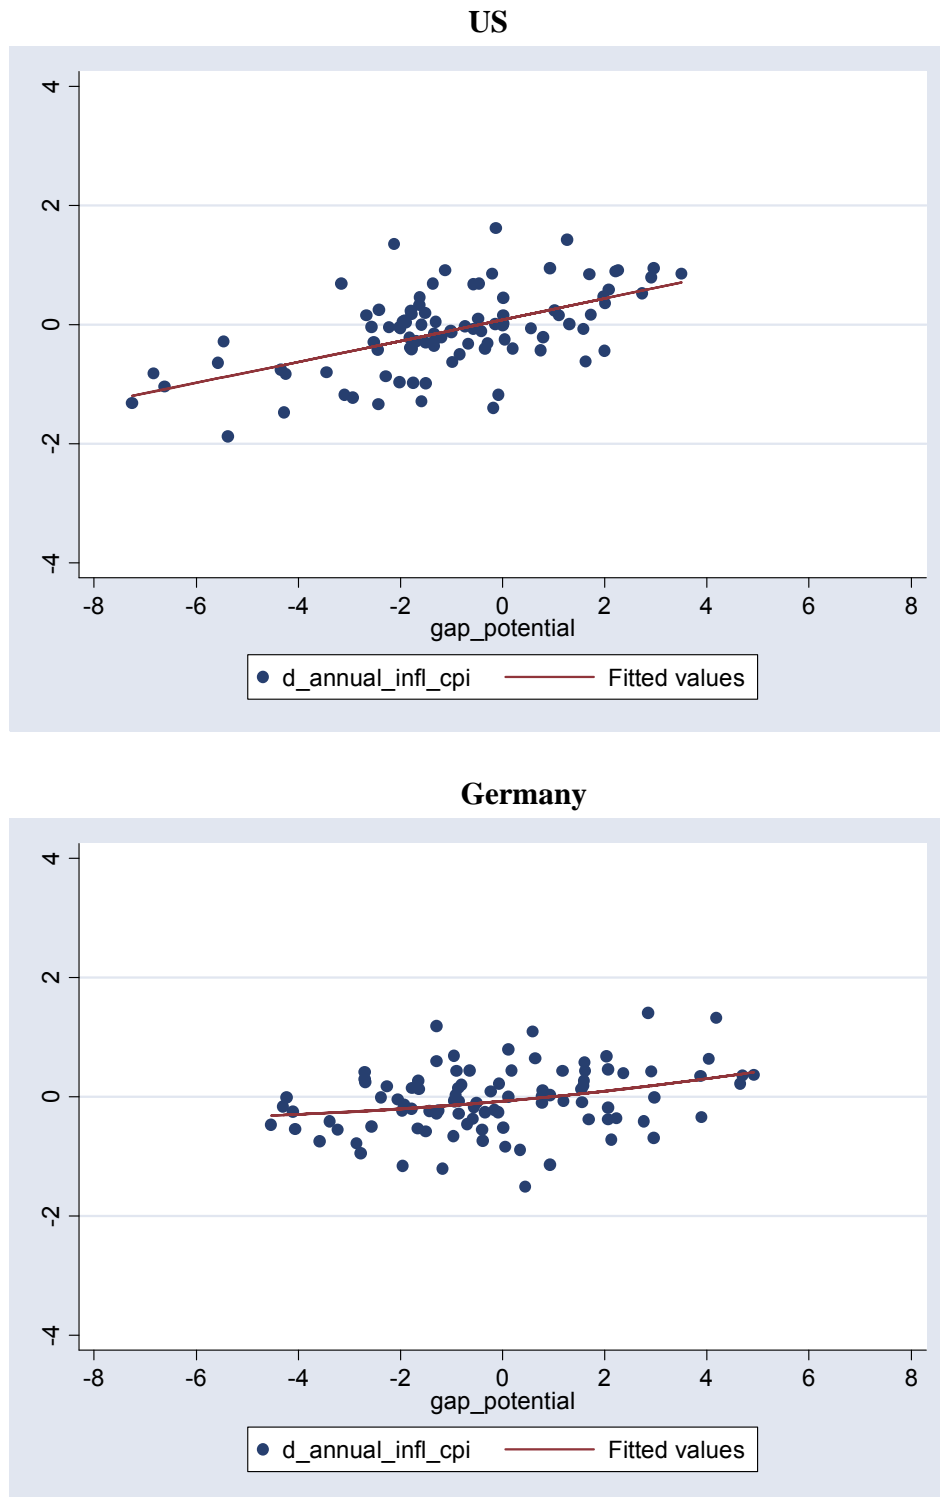 US
4
2
0
-2
-4
-8 -6 -4 -2 0 2 4 6 8
gap_potential
d_annual_infl_cpi Fitted values
Germany
4
2
0
-2
-4
-8 -6 -4 -2 0 2 4 6 8
gap_potential
d_annual_infl_cpi Fitted values